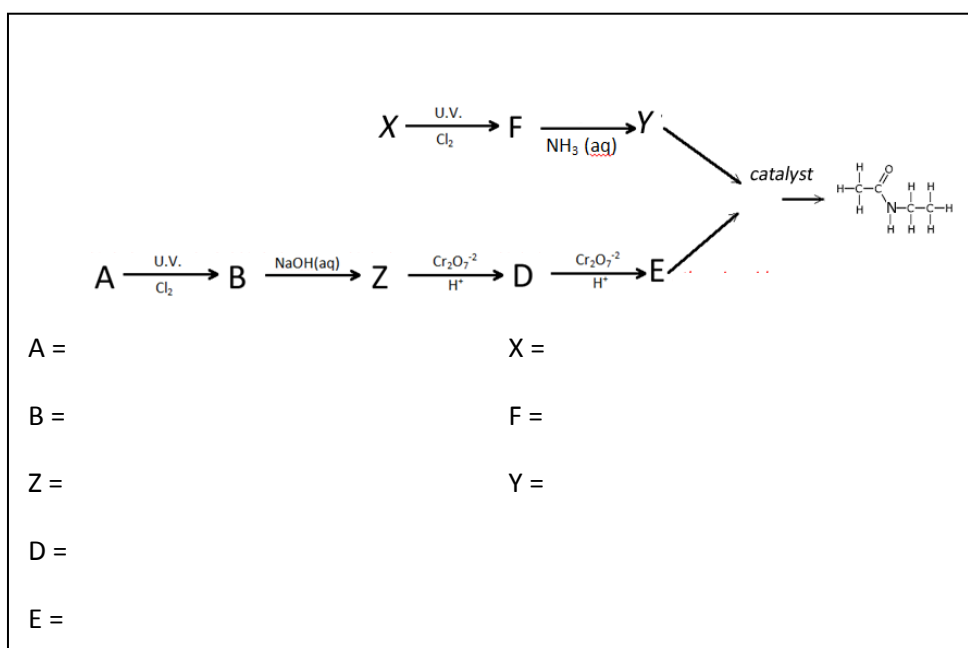 X U.V. Cl₂ F NH₃ (aq) Y
catalyst
H O
H-C-C H H
H N-C-C-H
H H H
A U.V. Cl₂ B NaOH(aq) Z Cr₂O₇⁻² H⁺ D Cr₂O₇⁻² H⁺ E
A =
X =
B =
F =
Z =
Y =
D =
E =